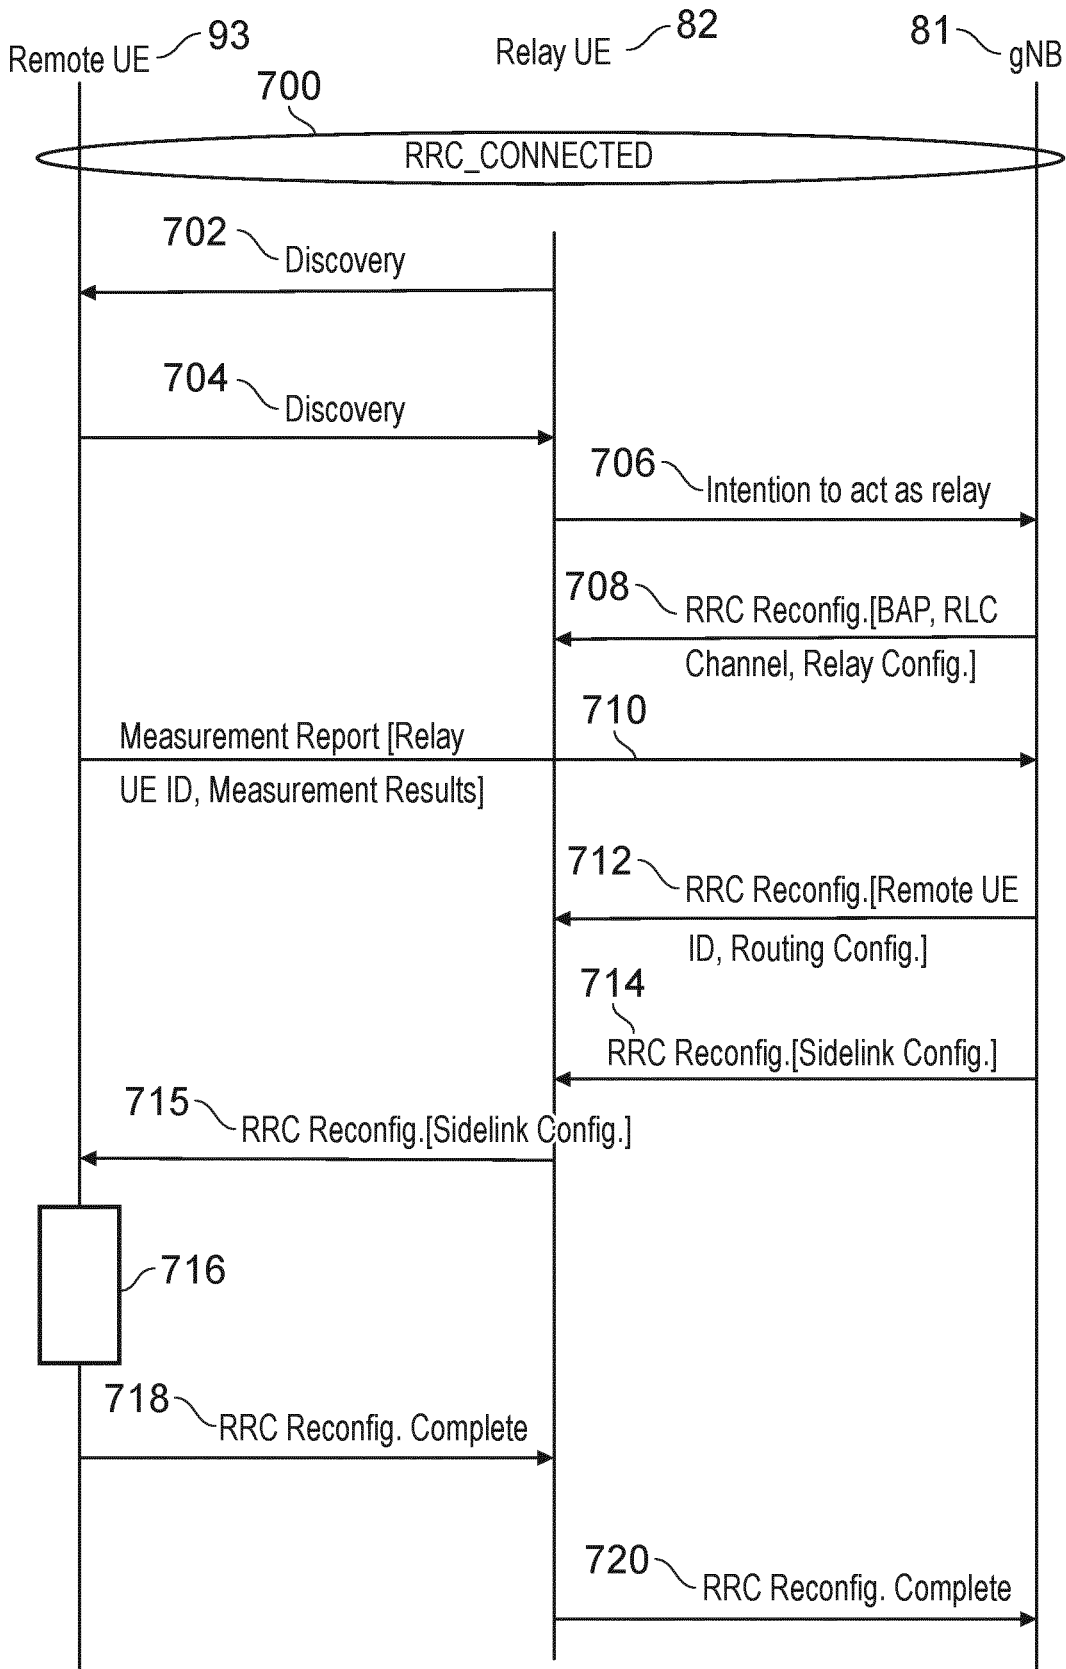 Remote UE 93
Relay UE 82
81 gNB
700
RRC_CONNECTED
702
Discovery
704
Discovery
706
Intention to act as relay
708
RRC Reconfig.[BAP, RLC
Channel, Relay Config.]
710
Measurement Report [Relay
UE ID, Measurement Results]
712
RRC Reconfig.[Remote UE
ID, Routing Config.]
714
RRC Reconfig.[Sidelink Config.]
715
RRC Reconfig.[Sidelink Config.]
716
718
RRC Reconfig. Complete
720
RRC Reconfig. Complete